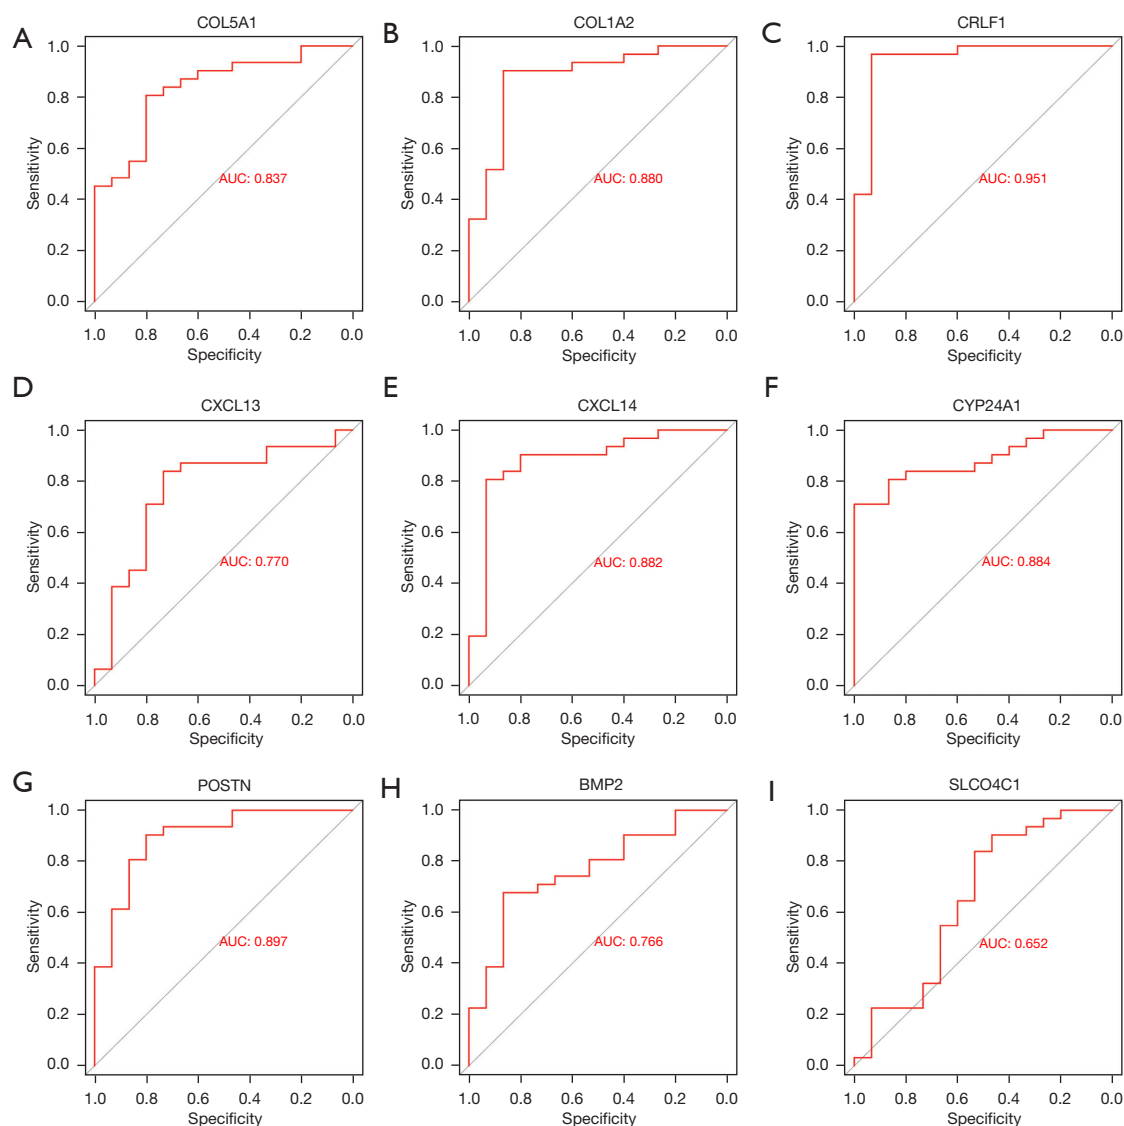 A
COL5A1
1.0
0.8
0.6
0.4
0.2
0.0
Sensitivity
AUC: 0.837
1.0 0.8 0.6 0.4 0.2 0.0
Specificity
B
COL1A2
1.0
0.8
0.6
0.4
0.2
0.0
Sensitivity
AUC: 0.880
1.0 0.8 0.6 0.4 0.2 0.0
Specificity
C
CRLF1
1.0
0.8
0.6
0.4
0.2
0.0
Sensitivity
AUC: 0.951
1.0 0.8 0.6 0.4 0.2 0.0
Specificity
D
CXCL13
1.0
0.8
0.6
0.4
0.2
0.0
Sensitivity
AUC: 0.770
1.0 0.8 0.6 0.4 0.2 0.0
Specificity
E
CXCL14
1.0
0.8
0.6
0.4
0.2
0.0
Sensitivity
AUC: 0.882
1.0 0.8 0.6 0.4 0.2 0.0
Specificity
F
CYP24A1
1.0
0.8
0.6
0.4
0.2
0.0
Sensitivity
AUC: 0.884
1.0 0.8 0.6 0.4 0.2 0.0
Specificity
G
POSTN
1.0
0.8
0.6
0.4
0.2
0.0
Sensitivity
AUC: 0.897
1.0 0.8 0.6 0.4 0.2 0.0
Specificity
H
BMP2
1.0
0.8
0.6
0.4
0.2
0.0
Sensitivity
AUC: 0.766
1.0 0.8 0.6 0.4 0.2 0.0
Specificity
I
SLCO4C1
1.0
0.8
0.6
0.4
0.2
0.0
Sensitivity
AUC: 0.652
1.0 0.8 0.6 0.4 0.2 0.0
Specificity